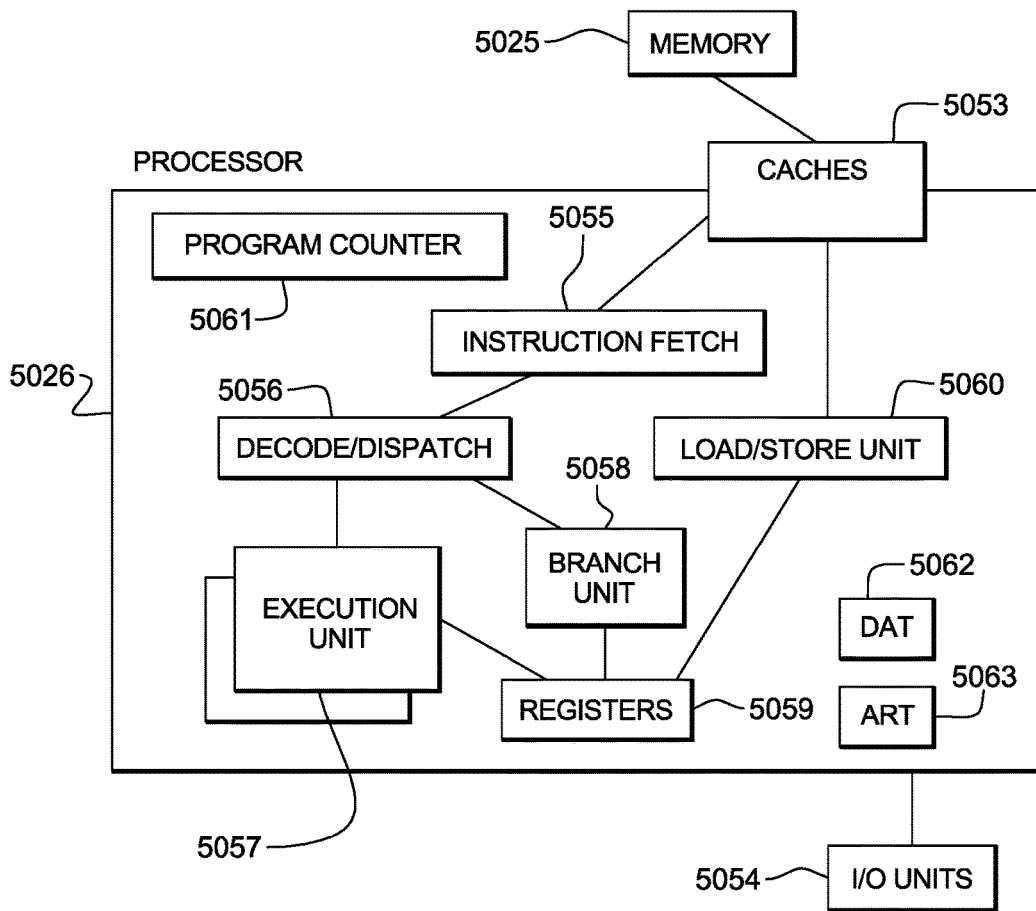 5025
MEMORY
5053
CACHES
PROCESSOR
PROGRAM COUNTER
5061
5055
INSTRUCTION FETCH
5026
5056
DECODE/DISPATCH
5060
LOAD/STORE UNIT
5058
BRANCH
UNIT
EXECUTION
UNIT
5062
DAT
5063
ART
REGISTERS
5059
5057
5054
I/O UNITS